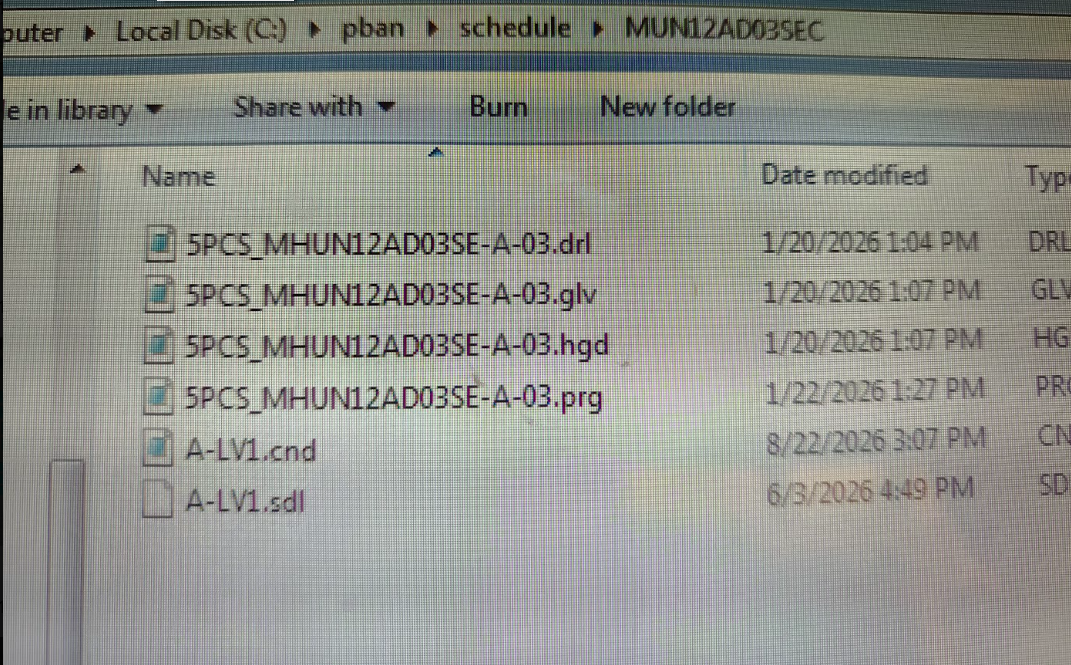 puter ▸ Local Disk (C:) ▸ pban ▸ schedule ▸ MUN12AD03SEC
le in library Share with Burn New folder
Name Date modified Type
5PCS_MHUN12AD03SE-A-03.drl 1/20/2026 1:04 PM DRL
5PCS_MHUN12AD03SE-A-03.glv 1/20/2026 1:07 PM GLV
5PCS_MHUN12AD03SE-A-03.hgd 1/20/2026 1:07 PM HG
5PCS_MHUN12AD03SE-A-03.prg 1/22/2026 1:27 PM PRG
A-LV1.cnd 8/22/2026 3:07 PM CN
A-LV1.sdl 6/3/2026 4:49 PM SD